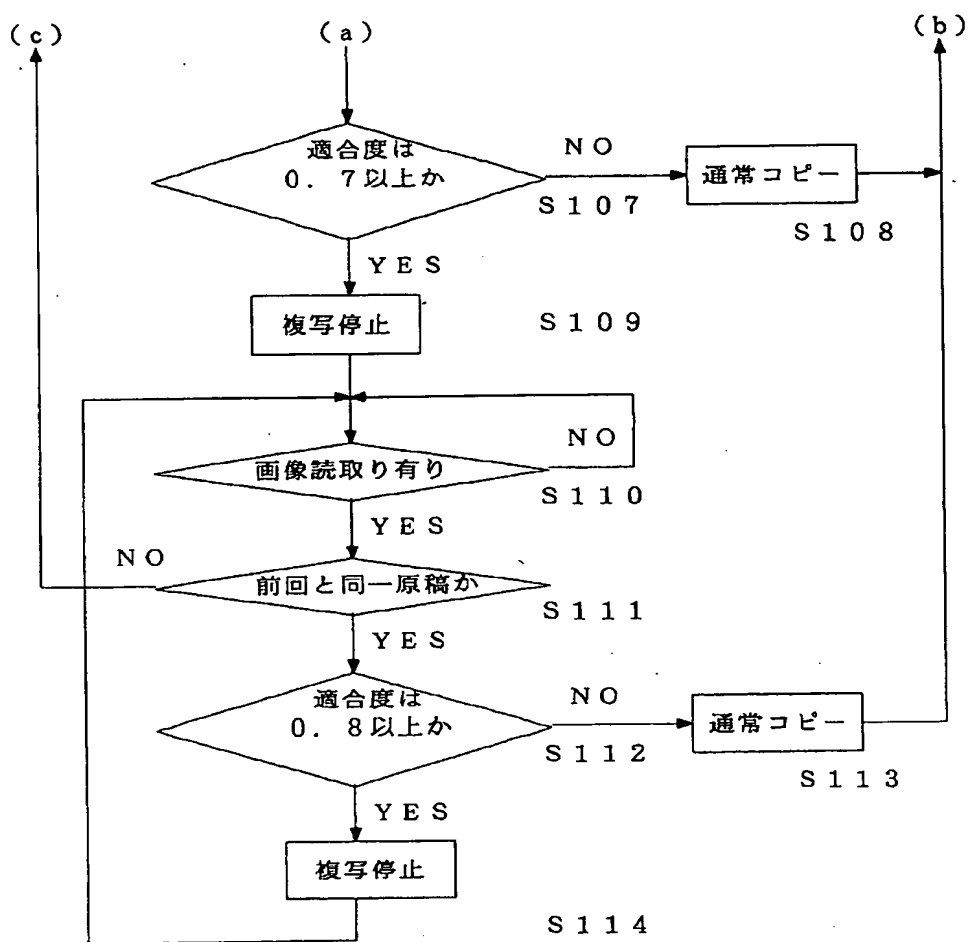 (c)
(a)
(b)
適合度は
0.7以上か
NO
S107
通常コピー
S108
YES
複写停止
S109
画像読取り有り
NO
S110
YES
前回と同一原稿か
NO
S111
YES
適合度は
0.8以上か
NO
S112
通常コピー
S113
YES
複写停止
S114